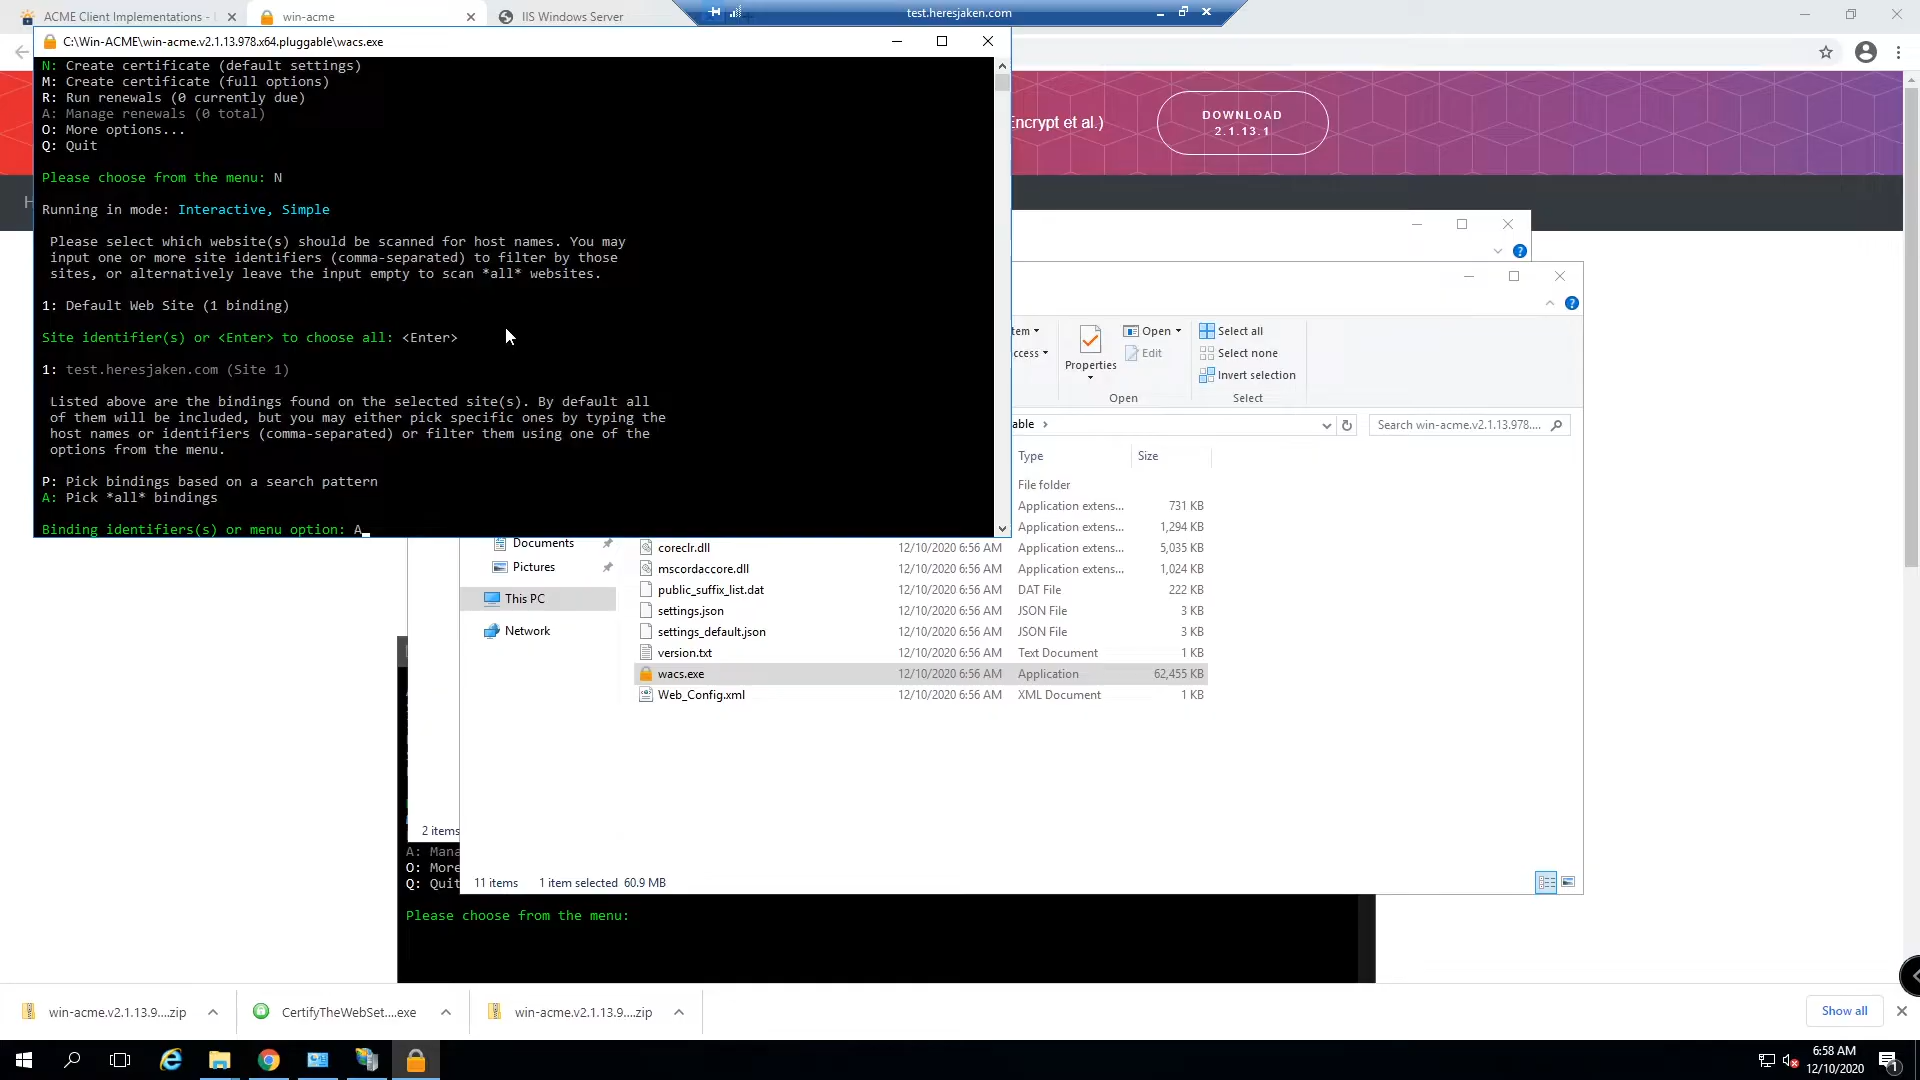 ACME Client Implementations -
win-acme
IIS Windows Server
test.heresjaken.com
C:\Win-ACME\win-acme.v2.1.13.978.x64.pluggable\wacs.exe
N: Create certificate (default settings)
M: Create certificate (full options)
R: Run renewals (0 currently due)
A: Manage renewals (0 total)
O: More options...
Q: Quit
Please choose from the menu: N
Running in mode: Interactive, Simple
Please select which website(s) should be scanned for host names. You may
input one or more site identifiers (comma-separated) to filter by those
sites, or alternatively leave the input empty to scan *all* websites.
1: Default Web Site (1 binding)
Site identifier(s) or <Enter> to choose all: <Enter>
1: test.heresjaken.com (Site 1)
Listed above are the bindings found on the selected site(s). By default all
of them will be included, but you may either pick specific ones by typing the
host names or identifiers (comma-separated) or filter them using one of the
options from the menu.
P: Pick bindings based on a search pattern
A: Pick *all* bindings
Binding identifiers(s) or menu option: A
Encrypt et al.)
DOWNLOAD
2.1.13.1
H
tem
ccess
Properties
Open
Edit
Open
Select all
Select none
Invert selection
Select
able
Search win-acme.v2.1.13.978....
Type
Size
File folder
Application extens... 731 KB
Application extens... 1,294 KB
Documents
Pictures
This PC
Network
coreclr.dll 12/10/2020 6:56 AM Application extens... 5,035 KB
mscordaccore.dll 12/10/2020 6:56 AM Application extens... 1,024 KB
public_suffix_list.dat 12/10/2020 6:56 AM DAT File 222 KB
settings.json 12/10/2020 6:56 AM JSON File 3 KB
settings_default.json 12/10/2020 6:56 AM JSON File 3 KB
version.txt 12/10/2020 6:56 AM Text Document 1 KB
wacs.exe 12/10/2020 6:56 AM Application 62,455 KB
Web_Config.xml 12/10/2020 6:56 AM XML Document 1 KB
2 items
11 items 1 item selected 60.9 MB
A: Mana
O: More
Q: Quit
Please choose from the menu:
win-acme.v2.1.13.9....zip
CertifyTheWebSet....exe
win-acme.v2.1.13.9....zip
Show all
6:58 AM
12/10/2020
1